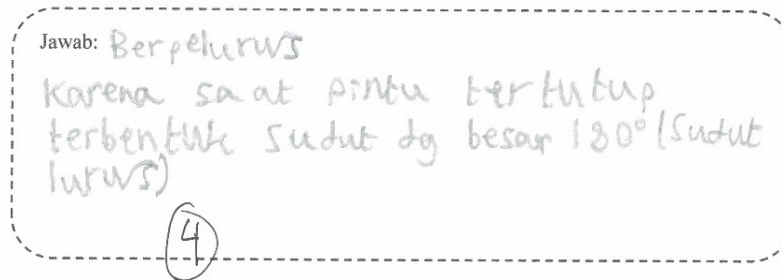 Jawab: Berpelurus
Karena saat pintu tertutup
terbentuk sudut dg besar 180° (Sudut
lurus)
4